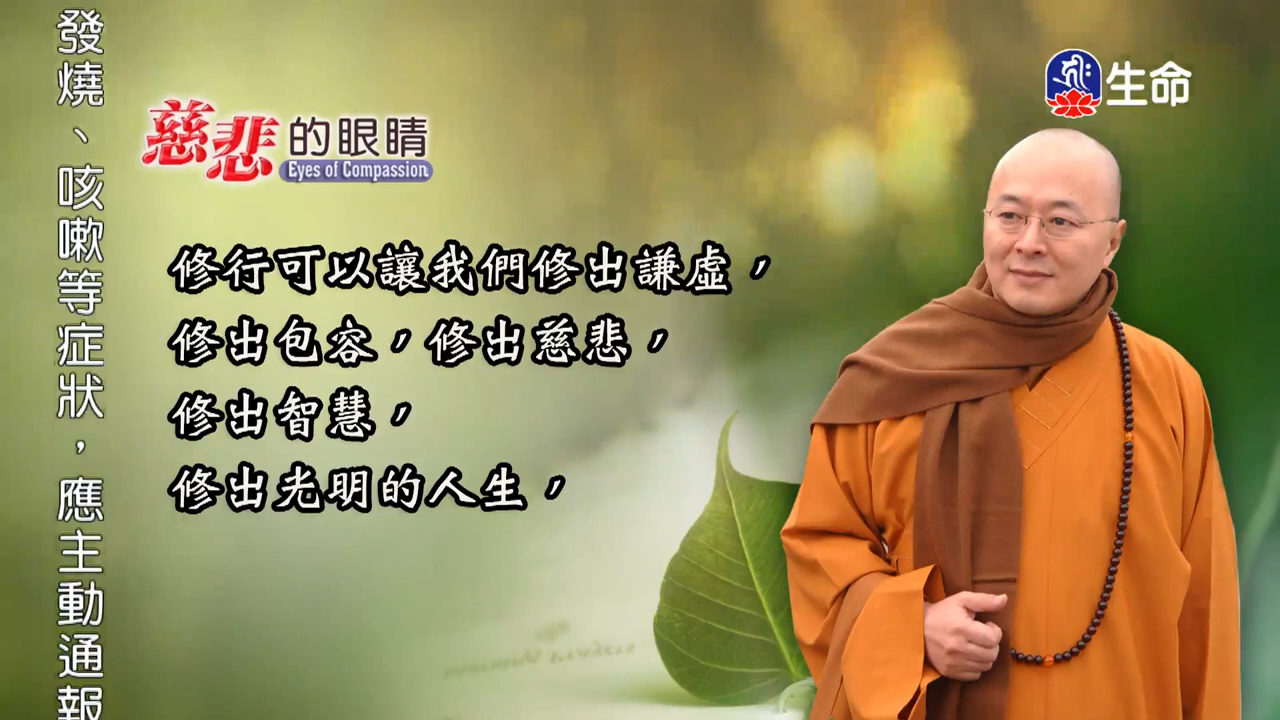 發燒、咳嗽等症狀，應主動通報
生命
慈悲的眼睛
Eyes of Compassion
修行可以讓我們修出謙虛，
修出包容，修出慈悲，
修出智慧，
修出光明的人生，